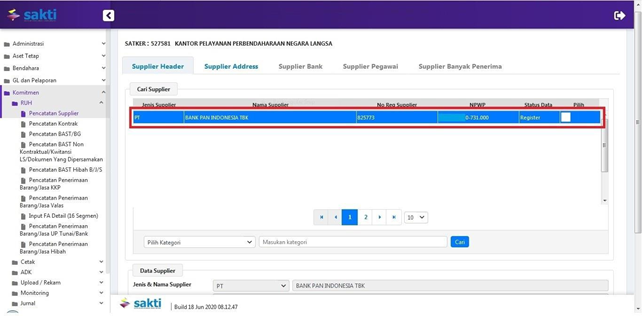 sakti
SATKER : 527581 KANTOR PELAYANAN PERBENDAHARAAN NEGARA LANGSA
Administrasi
Aset Tetap
Bendahara
GL dan Pelaporan
Komitmen
RUH
Pencatatan Supplier
Pencatatan Kontrak
Pencatatan BAST/BG
Pencatatan BAST Non
Kontraktual/Kwitansi
LS/Dokumen Yang Dipersamakan
Pencatatan BAST Hibah B/J/S
Pencatatan Penerimaan
Barang/Jasa KKP
Pencatatan Penerimaan
Barang/Jasa Valas
Input FA Detail (16 Segmen)
Pencatatan Penerimaan
Barang/Jasa UP Tunai/Bank
Pencatatan Penerimaan
Barang/Jasa Hibah
Cetak
ADK
Upload / Rekam
Monitoring
Jurnal
Supplier Header Supplier Address Supplier Bank Supplier Pegawai Supplier Banyak Penerima
Cari Supplier
Jenis Supplier Nama Supplier No Reg Supplier NPWP Status Data Pilih
PT BANK PAN INDONESIA TBK 625773 0-731.000 Register
1 2 10
Pilih Kategori Masukan kategori Cari
Data Supplier
Jenis & Nama Supplier PT BANK PAN INDONESIA TBK
sakti Build 18 Jun 2020 08.12.47